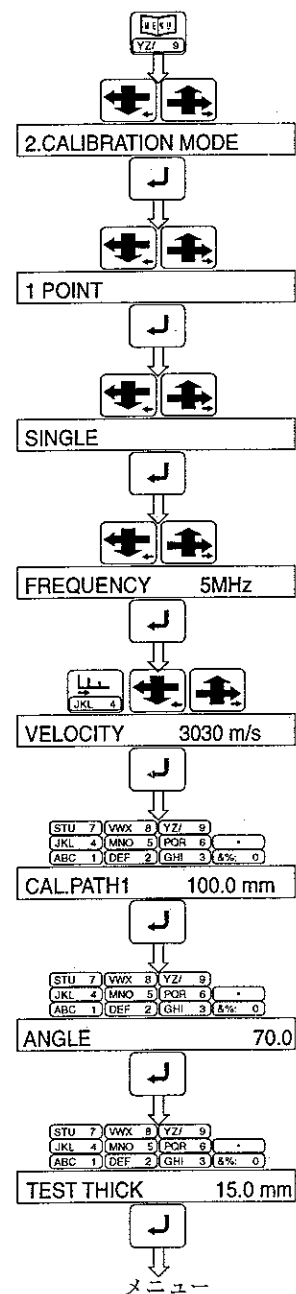 MENU
YZ/ 9
2.CALIBRATION MODE
1 POINT
SINGLE
FREQUENCY 5MHz
JKL 4
VELOCITY 3030 m/s
STU 7 VWX 8 YZ/ 9
JKL 4 MNO 5 PQR 6 ・
ABC 1 DEF 2 GHI 3 &%: 0
CAL.PATH1 100.0 mm
STU 7 VWX 8 YZ/ 9
JKL 4 MNO 5 PQR 6 ・
ABC 1 DEF 2 GHI 3 &%: 0
ANGLE 70.0
STU 7 VWX 8 YZ/ 9
JKL 4 MNO 5 PQR 6 ・
ABC 1 DEF 2 GHI 3 &%: 0
TEST THICK 15.0 mm
メニュー